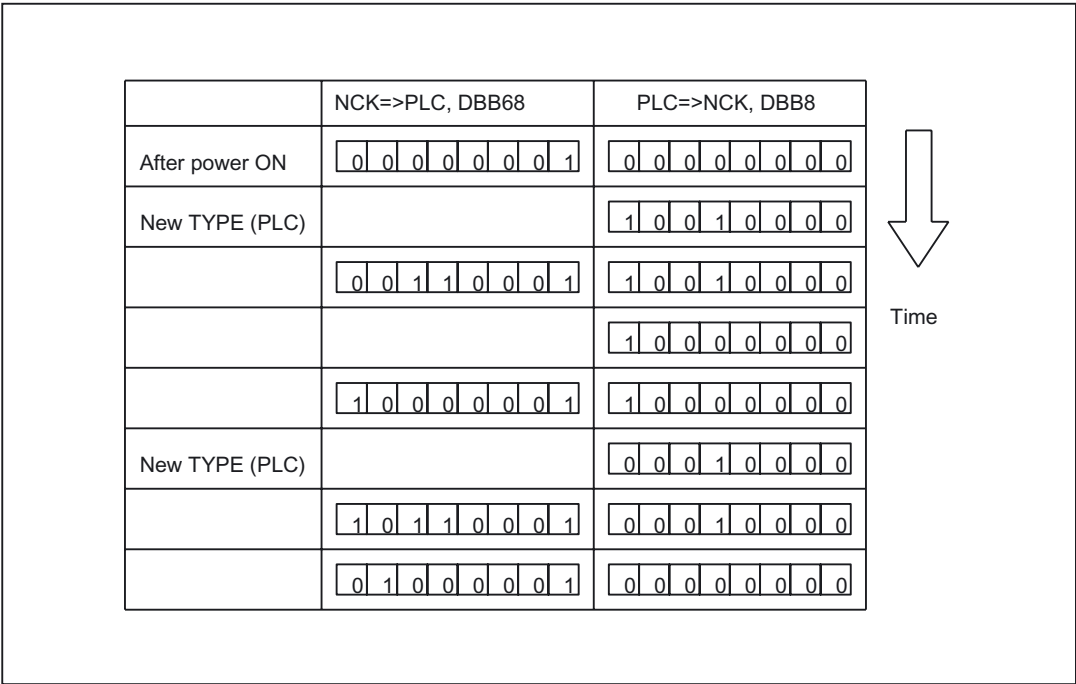 NCK=>PLC, DBB68 PLC=>NCK, DBB8
After power ON 0 0 0 0 0 0 0 1 0 0 0 0 0 0 0 0
New TYPE (PLC) 1 0 0 1 0 0 0 0
0 0 1 1 0 0 0 1 1 0 0 1 0 0 0 0
Time
1 0 0 0 0 0 0 0
1 0 0 0 0 0 0 1 1 0 0 0 0 0 0 0
New TYPE (PLC) 0 0 0 1 0 0 0 0
1 0 1 1 0 0 0 1 0 0 0 1 0 0 0 0
0 1 0 0 0 0 0 1 0 0 0 0 0 0 0 0